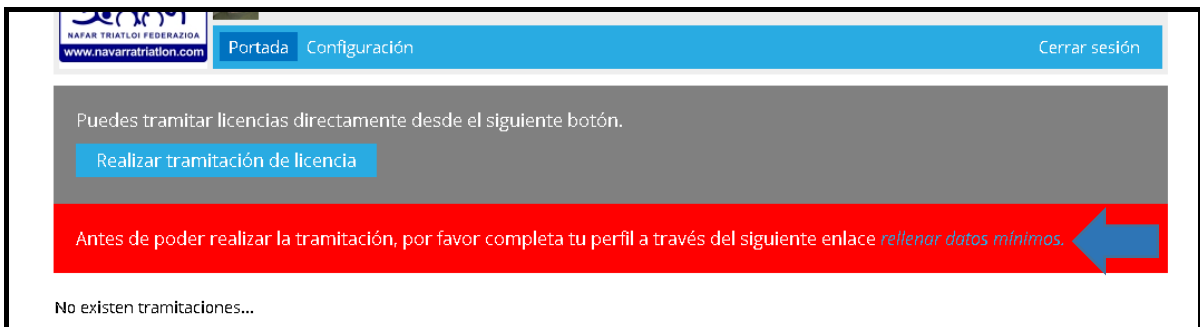 NAFAR TRIATLOI FEDERAZIOA
www.navarratriatlon.com
Portada Configuración Cerrar sesión
Puedes tramitar licencias directamente desde el siguiente botón.
Realizar tramitación de licencia
Antes de poder realizar la tramitación, por favor completa tu perfil a través del siguiente enlace rellenar datos mínimos.
No existen tramitaciones...